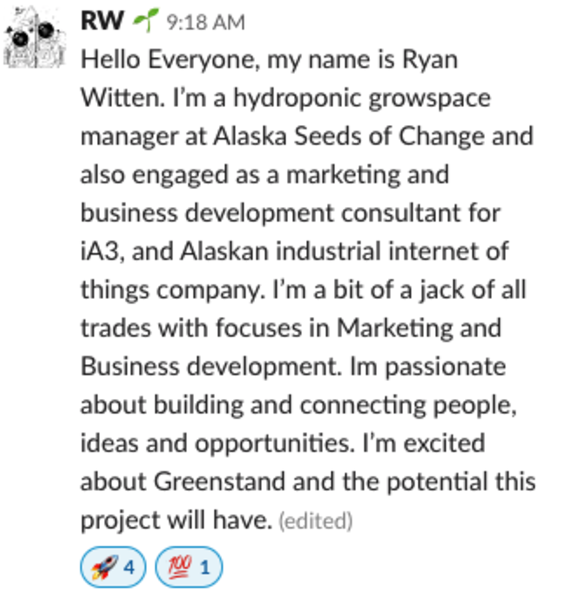 RW 🌱 9:18 AM
Hello Everyone, my name is Ryan
Witten. I'm a hydroponic growspace
manager at Alaska Seeds of Change and
also engaged as a marketing and
business development consultant for
iA3, and Alaskan industrial internet of
things company. I'm a bit of a jack of all
trades with focuses in Marketing and
Business development. Im passionate
about building and connecting people,
ideas and opportunities. I'm excited
about Greenstand and the potential this
project will have. (edited)
🚀 4 💯 1